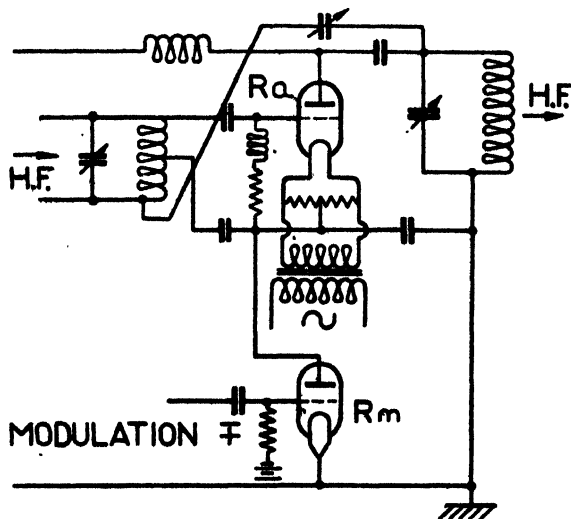 Ra
H.F.
H.F.
MODULATION
Rm